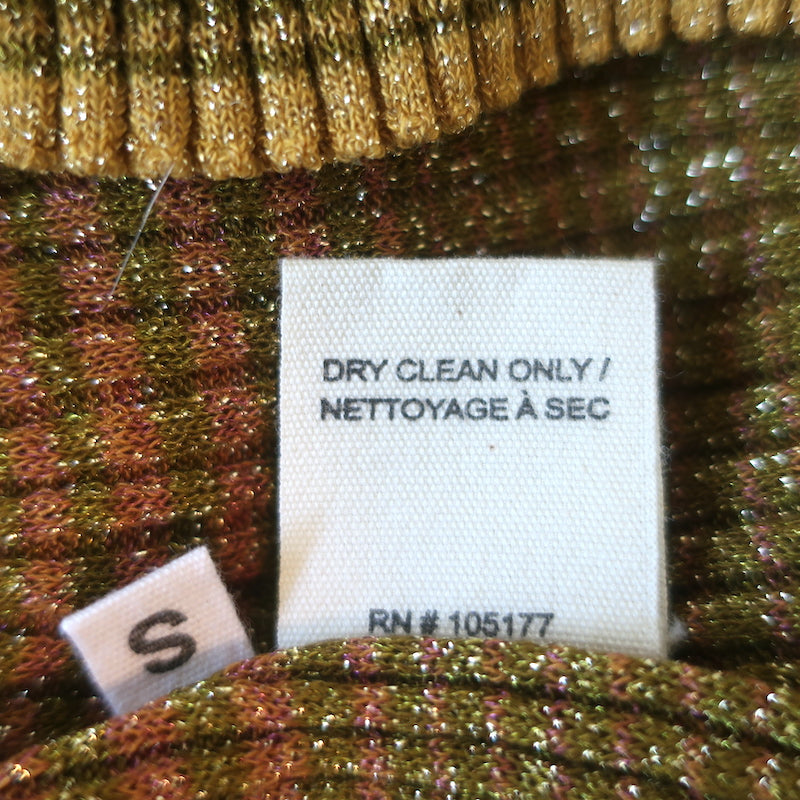 DRY CLEAN ONLY /
NETTOYAGE À SEC
RN # 105177
S